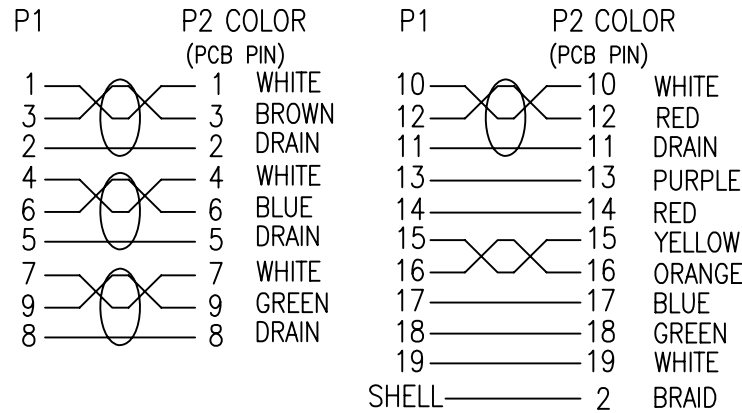 P1 P2 COLOR
(PCB PIN)
1 1 WHITE
3 3 BROWN
2 2 DRAIN
4 4 WHITE
6 6 BLUE
5 5 DRAIN
7 7 WHITE
9 9 GREEN
8 8 DRAIN
P1 P2 COLOR
(PCB PIN)
10 10 WHITE
12 12 RED
11 11 DRAIN
13 13 PURPLE
14 14 RED
15 15 YELLOW
16 16 ORANGE
17 17 BLUE
18 18 GREEN
19 19 WHITE
SHELL 2 BRAID